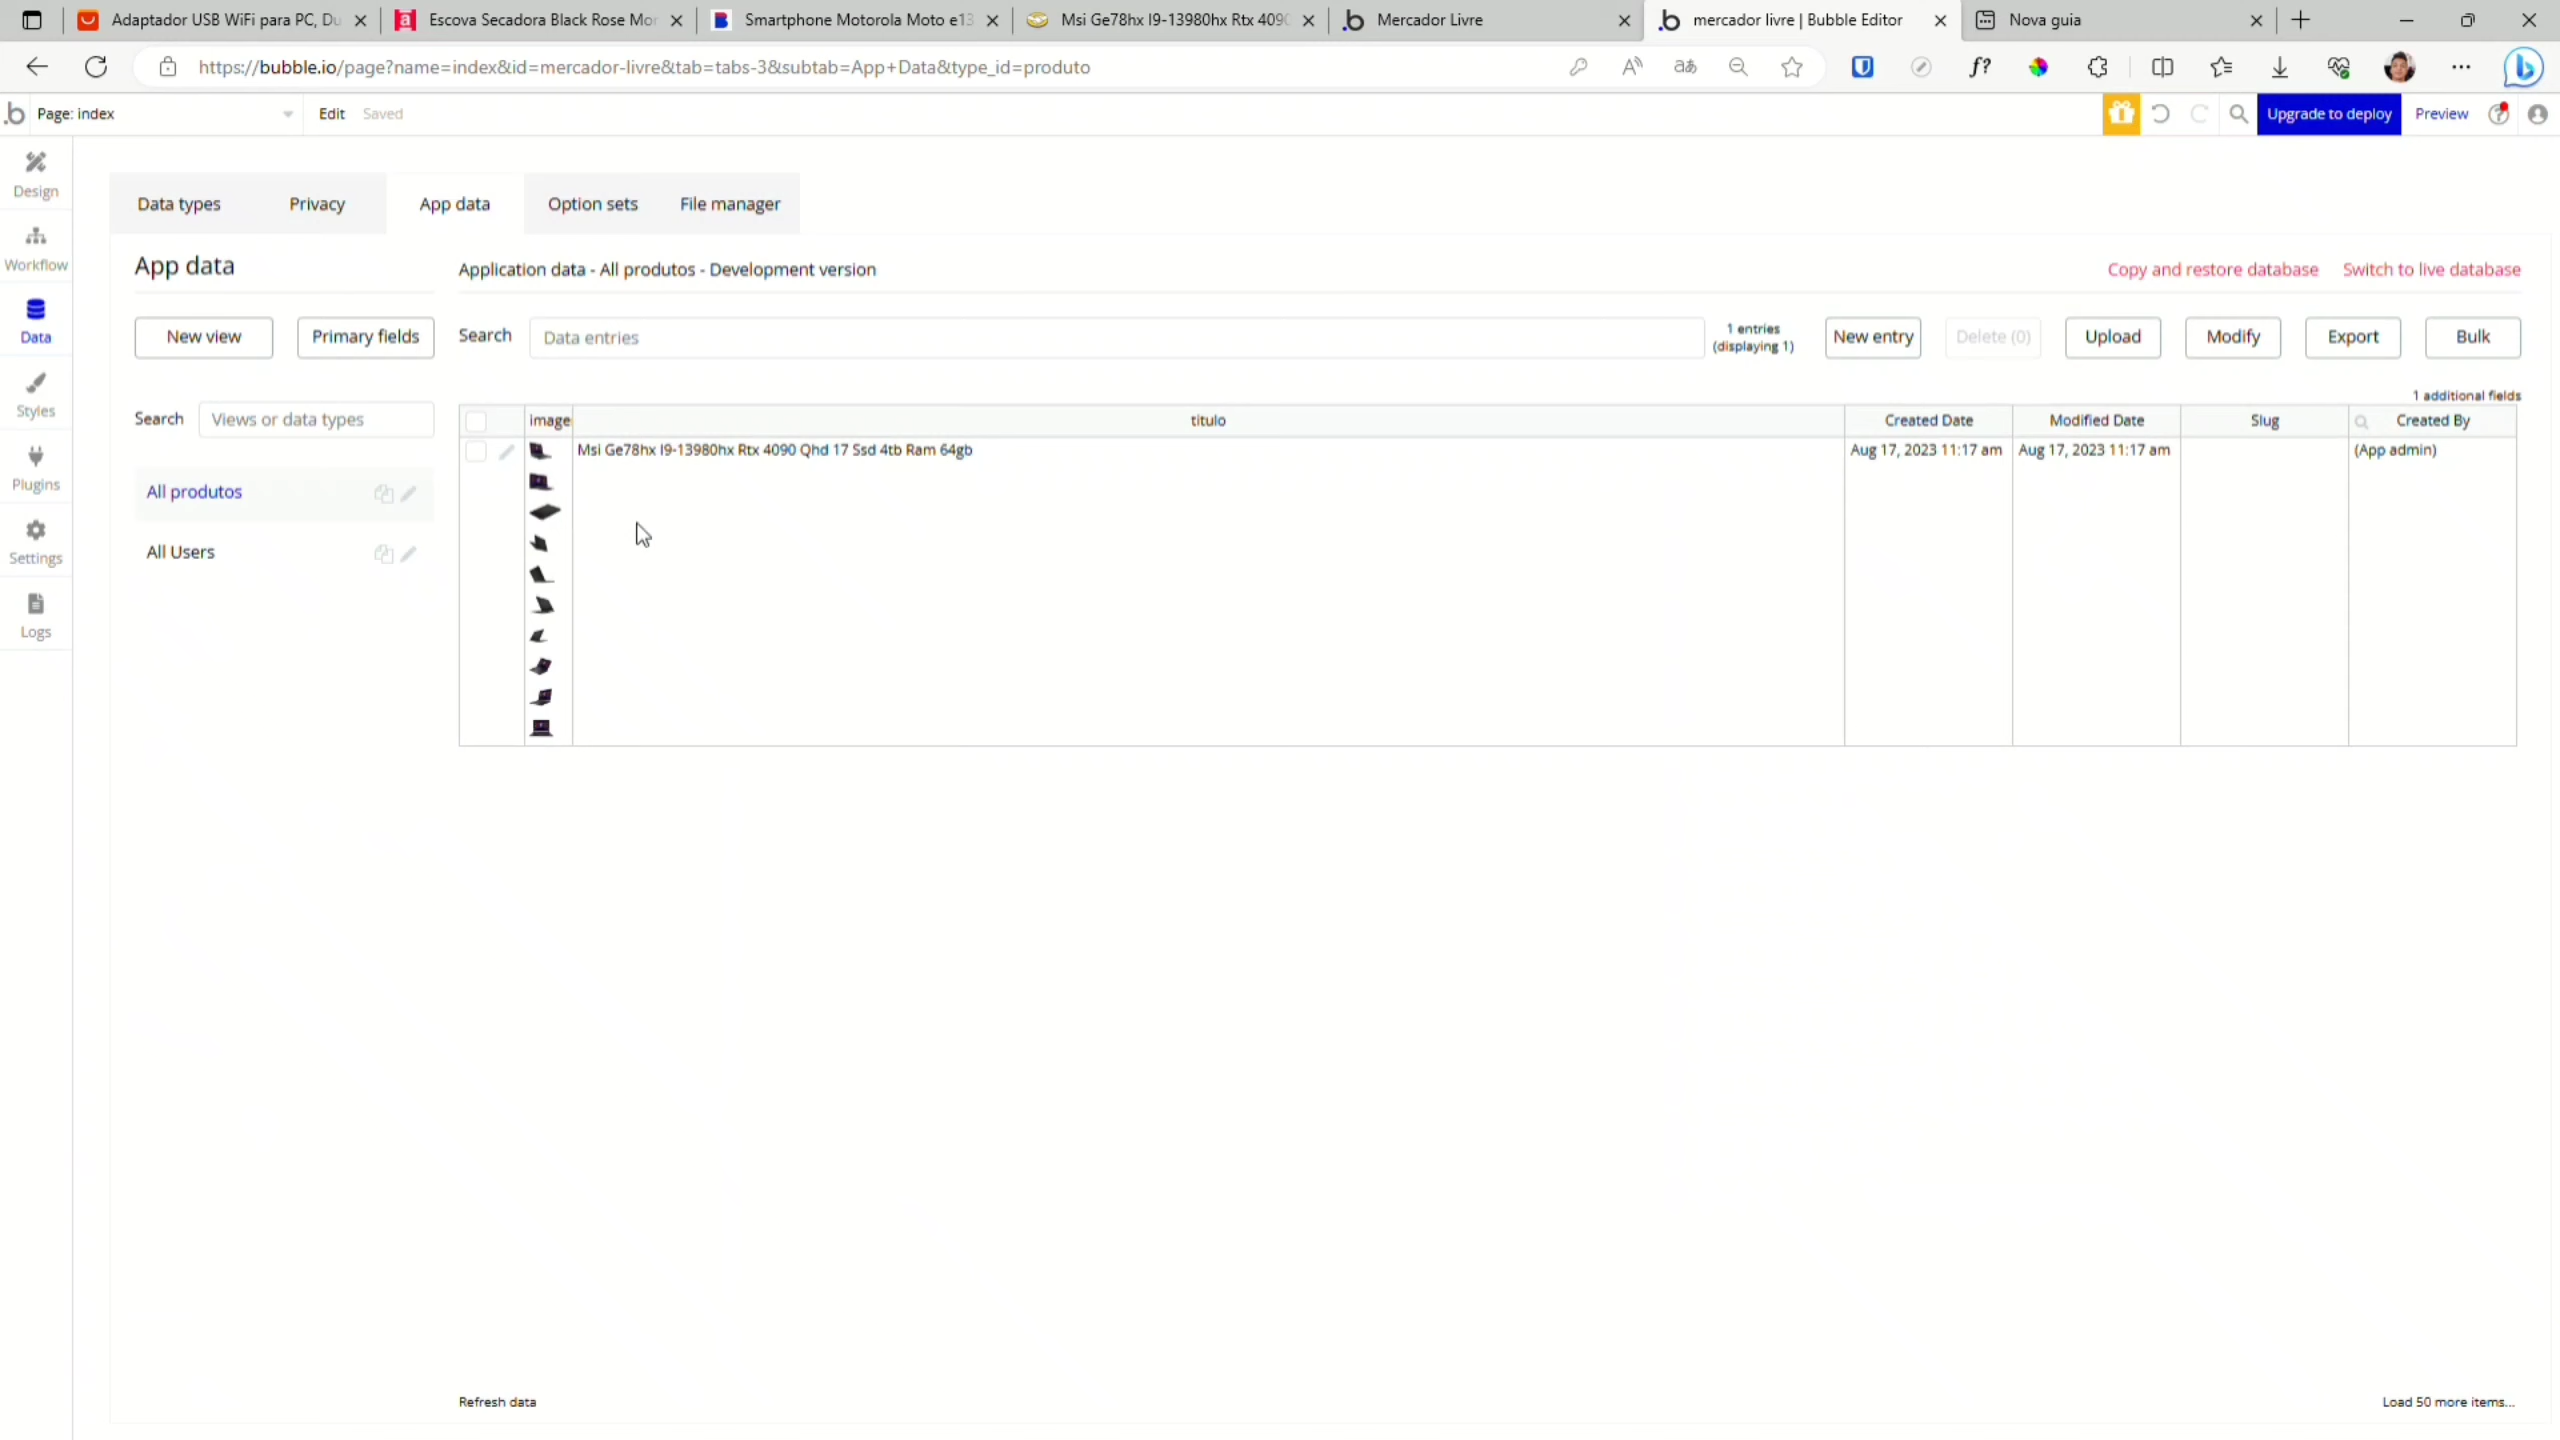 Adaptador USB WiFi para PC, Du
Escova Secadora Black Rose Mor
Smartphone Motorola Moto e13
Msi Ge78hx I9-13980hx Rtx 4090
Mercador Livre
mercador livre | Bubble Editor
Nova guia
https://bubble.io/page?name=index&id=mercador-livre&tab=tabs-3&subtab=App+Data&type_id=produto
Page: index
Edit
Saved
Upgrade to deploy
Preview
Design
Workflow
Data
Styles
Plugins
Settings
Logs
Data types
Privacy
App data
Option sets
File manager
App data
Application data - All produtos - Development version
Copy and restore database
Switch to live database
New view
Primary fields
Search
Data entries
1 entries
(displaying 1)
New entry
Delete (0)
Upload
Modify
Export
Bulk
1 additional fields
Search
Views or data types
All produtos
All Users
image
titulo
Created Date
Modified Date
Slug
Created By
Msi Ge78hx I9-13980hx Rtx 4090 Qhd 17 Ssd 4tb Ram 64gb
Aug 17, 2023 11:17 am
Aug 17, 2023 11:17 am
(App admin)
Refresh data
Load 50 more items...